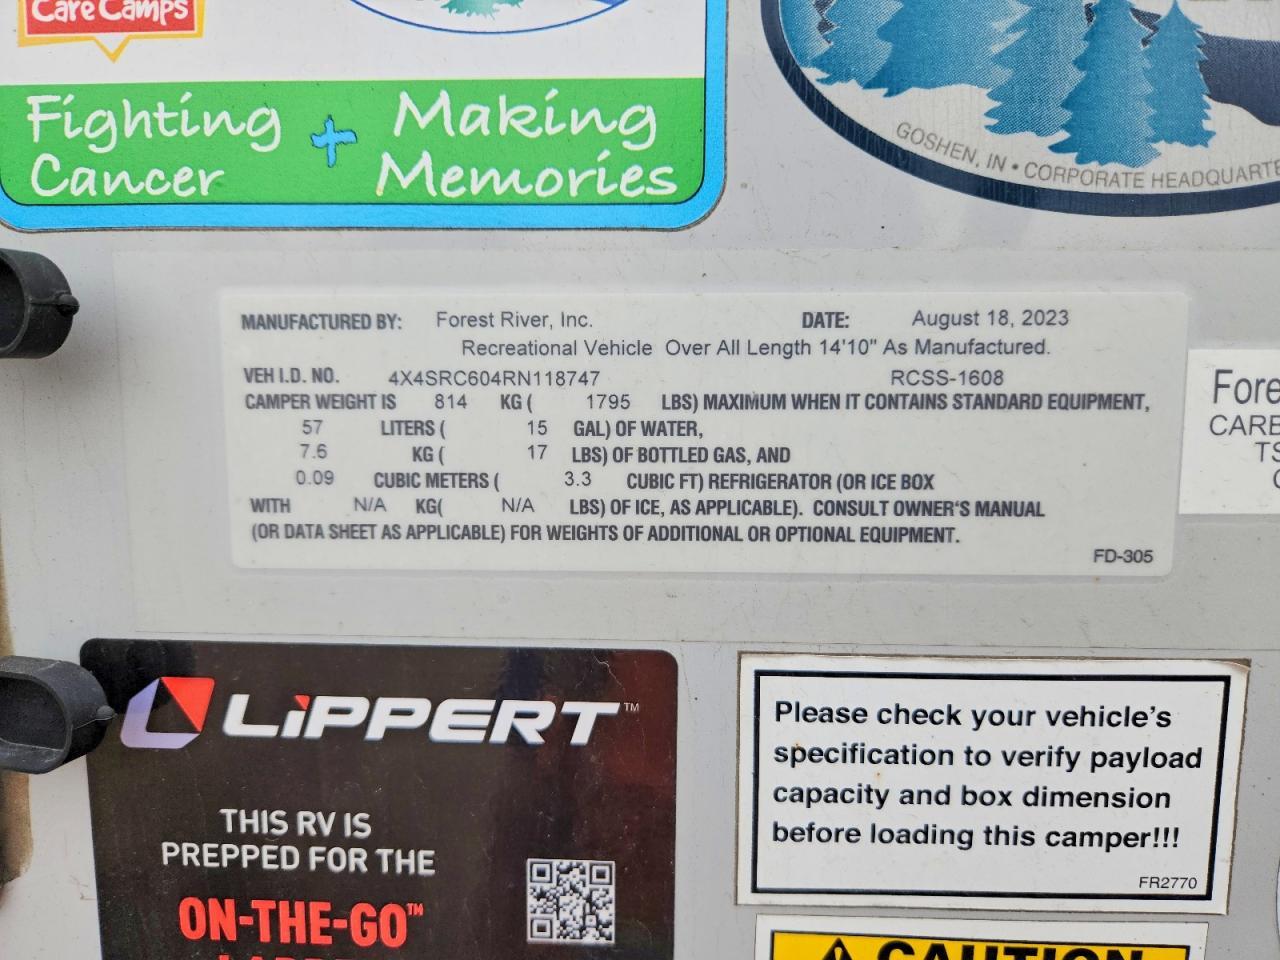 Care Camps
Fighting Cancer + Making Memories
GOSHEN, IN • CORPORATE HEADQUARTE
MANUFACTURED BY: Forest River, Inc. DATE: August 18, 2023
Recreational Vehicle Over All Length 14'10" As Manufactured.
VEH I.D. NO. 4X4SRC604RN118747 RCSS-1608
CAMPER WEIGHT IS 814 KG ( 1795 LBS) MAXIMUM WHEN IT CONTAINS STANDARD EQUIPMENT,
57 LITERS ( 15 GAL) OF WATER,
7.6 KG ( 17 LBS) OF BOTTLED GAS, AND
0.09 CUBIC METERS ( 3.3 CUBIC FT) REFRIGERATOR (OR ICE BOX
WITH N/A KG( N/A LBS) OF ICE, AS APPLICABLE). CONSULT OWNER'S MANUAL
(OR DATA SHEET AS APPLICABLE) FOR WEIGHTS OF ADDITIONAL OR OPTIONAL EQUIPMENT.
FD-305
Fore
CARE
TS
LiPPERT™
THIS RV IS
PREPPED FOR THE
ON-THE-GO™
Please check your vehicle's
specification to verify payload
capacity and box dimension
before loading this camper!!!
FR2770
CAUTION